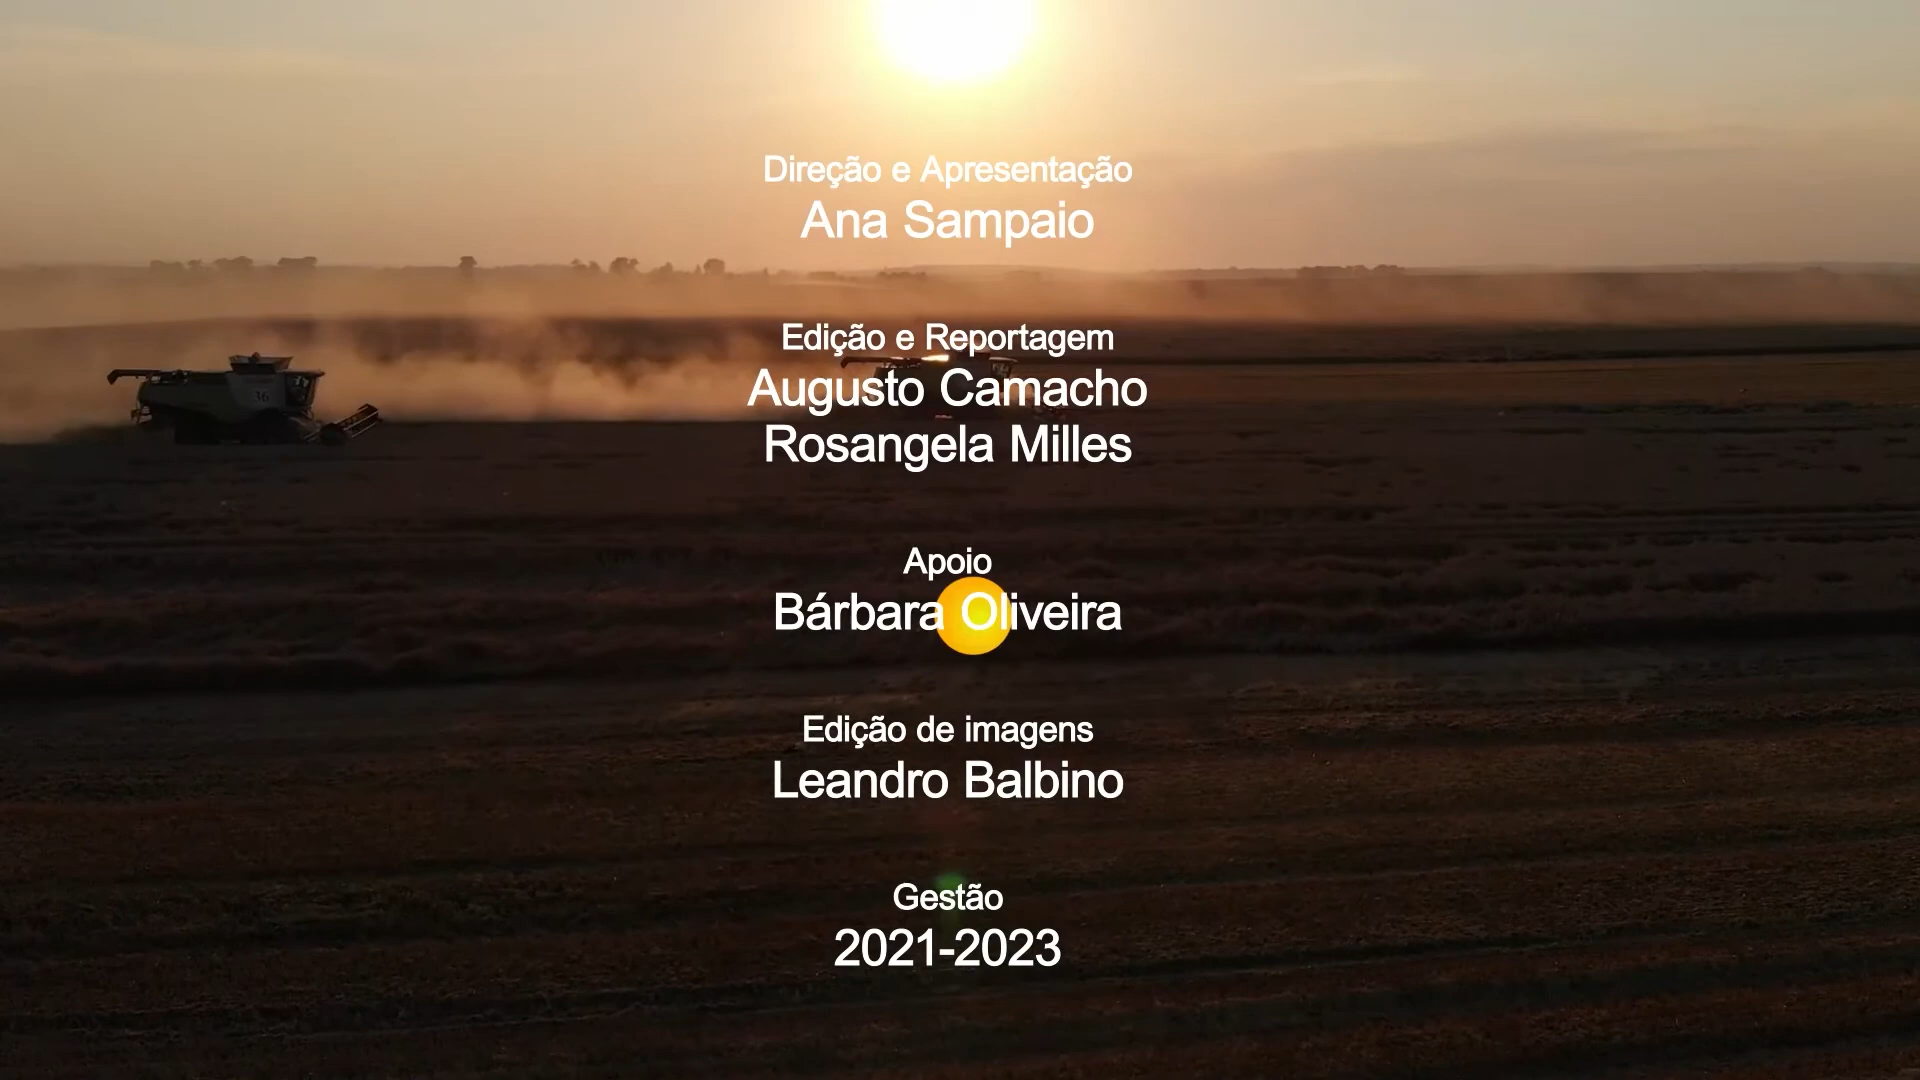 Direção e Apresentação
Ana Sampaio
Edição e Reportagem
Augusto Camacho
Rosangela Milles
Apoio
Bárbara Oliveira
Edição de imagens
Leandro Balbino
Gestão
2021-2023